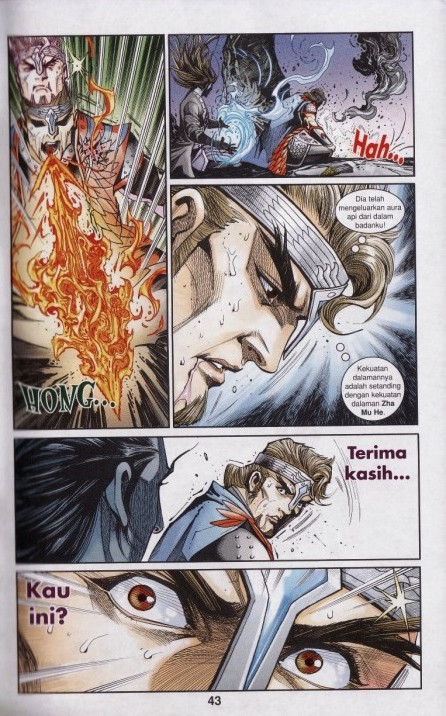 HONG...
Hah...
Dia telah
mengeluarkan aura
api dari dalam
badanku!
Kekuatan
dalamannya
adalah setanding
dengan kekuatan
dalaman Zha
Mu He.
Terima
kasih...
Kau
ini?
43